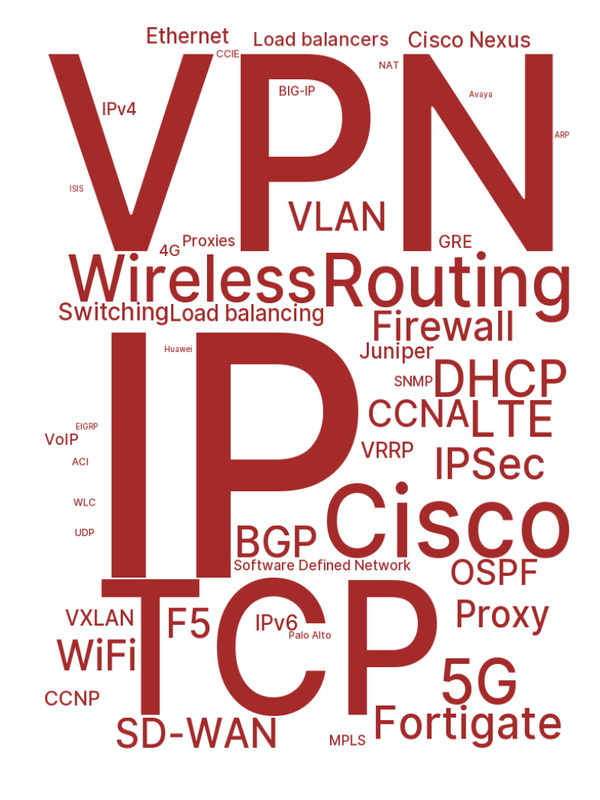 Ethernet
Load balancers
Cisco Nexus
CCIE
NAT
VPN
BIG-IP
Avaya
IPv4
ARP
ISIS
VLAN
4G
Proxies
GRE
Wireless
Routing
Switching
Load balancing
Firewall
Huawei
Juniper
IP
SNMP
DHCP
CCNA
LTE
EIGRP
VoIP
VRRP
ACI
IPSec
WLC
Cisco
UDP
BGP
Software Defined Network
OSPF
TCP
VXLAN
F5
IPv6
Proxy
Palo Alto
WiFi
5G
CCNP
Fortigate
SD-WAN
MPLS